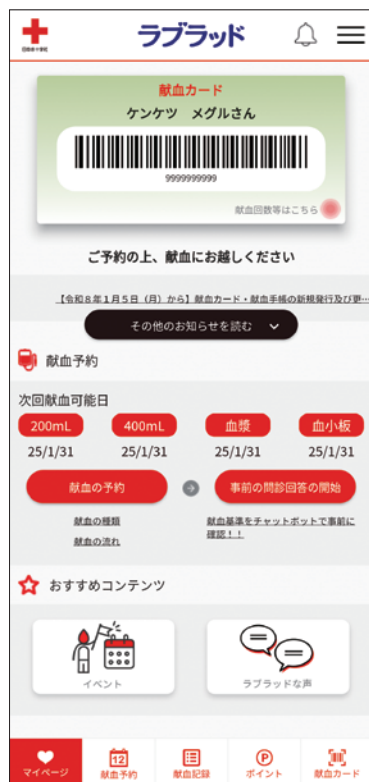 日本赤十字社
ラブラッド
献血カード
ケンケツ　メグルさん
9999999999
献血回数等はこちら
ご予約の上、献血にお越しください
【令和８年１月５日（月）から】献血カード・献血手帳の新規発行及び更…
その他のお知らせを読む
献血予約
次回献血可能日
200mL 400mL 血漿 血小板
25/1/31 25/1/31 25/1/31 25/1/31
献血の予約 事前の問診回答の開始
献血の種類
献血の流れ
献血基準をチャットボットで事前に
確認！！
おすすめコンテンツ
イベント ラブラッドな声
12 P
マイページ 献血予約 献血記録 ポイント 献血カード